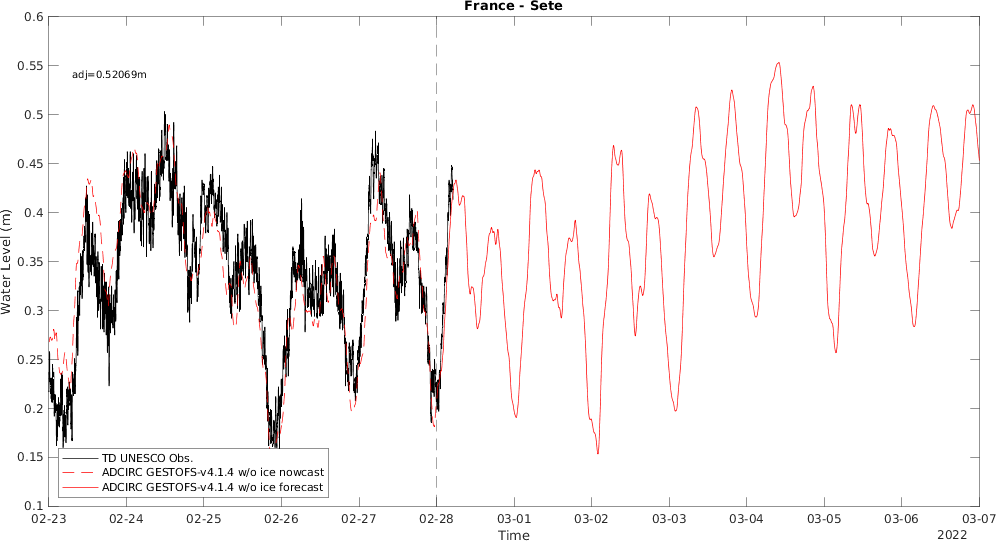 France - Sete
adj=0.52069m
0.6
0.55
0.5
0.45
0.4
0.35
0.3
0.25
0.2
0.15
0.1
Water Level (m)
TD UNESCO Obs.
ADCIRC GESTOFS-v4.1.4 w/o ice nowcast
ADCIRC GESTOFS-v4.1.4 w/o ice forecast
02-23 02-24 02-25 02-26 02-27 02-28 03-01 03-02 03-03 03-04 03-05 03-06 03-07
Time
2022